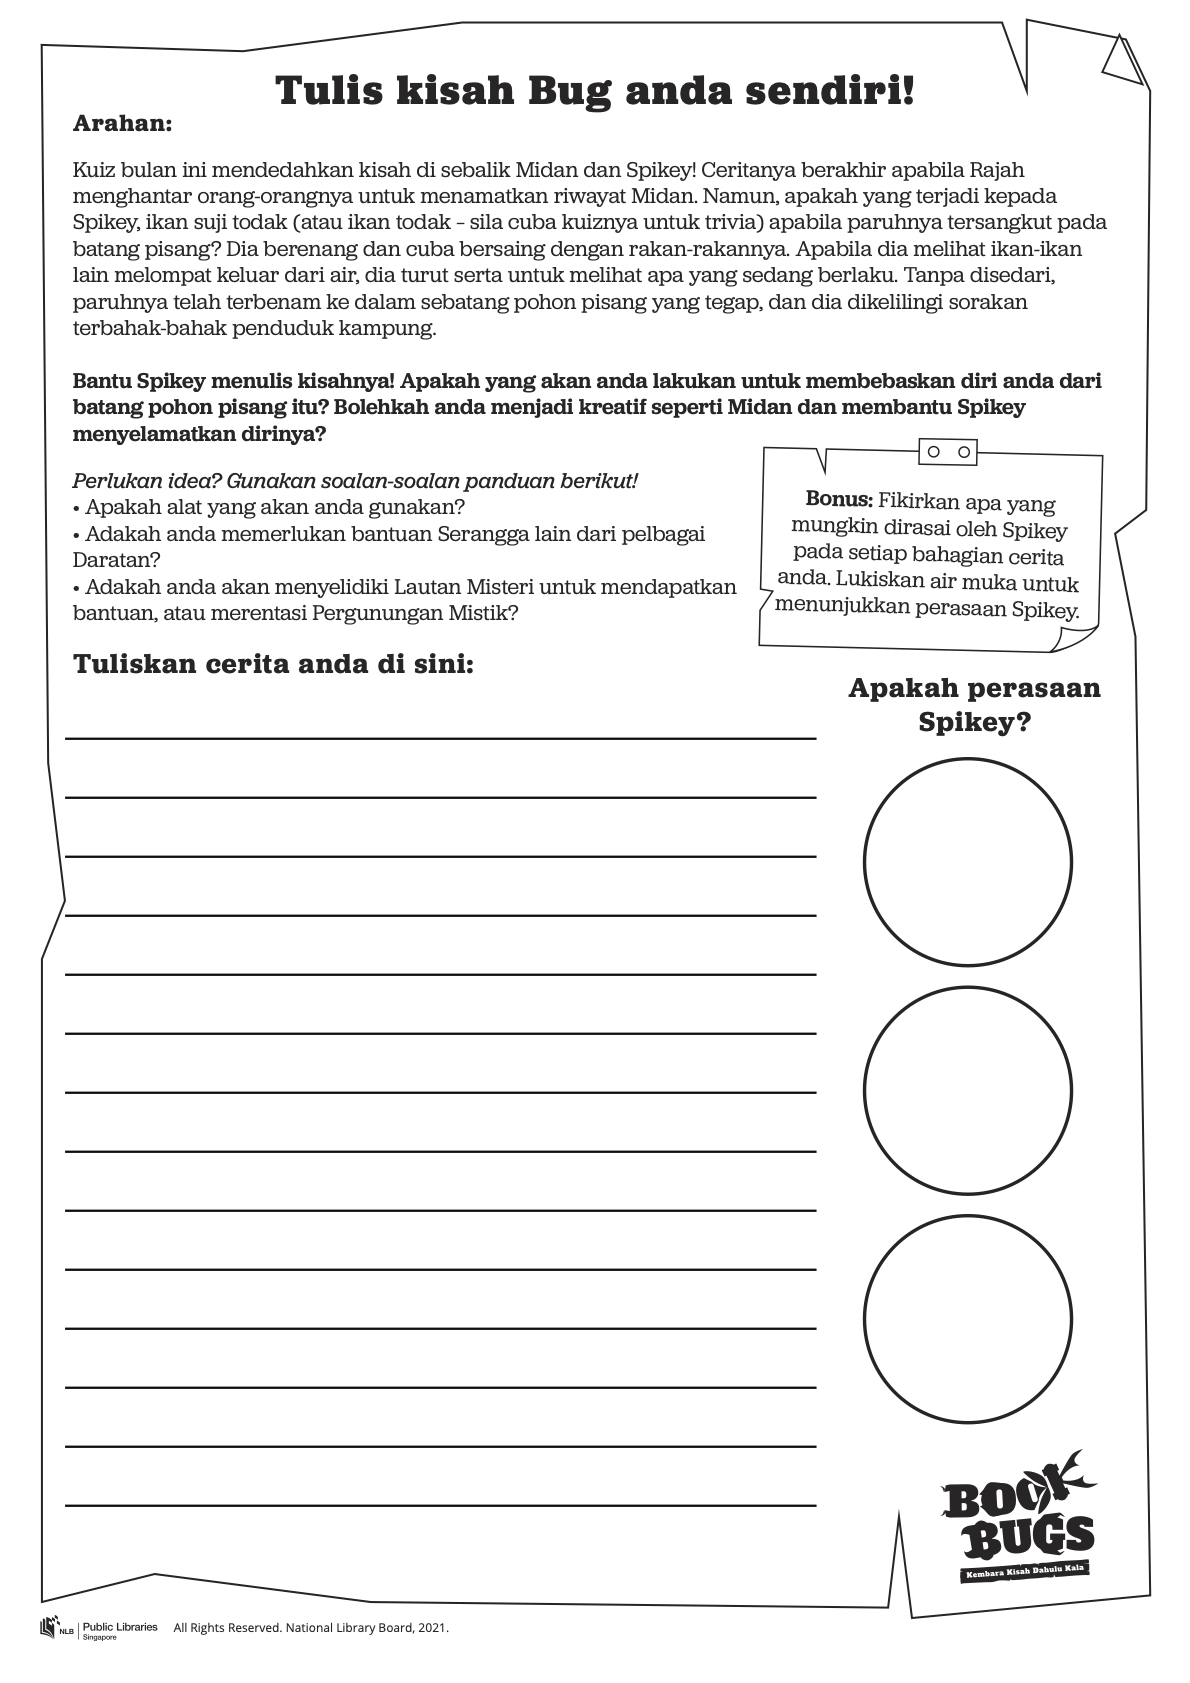 Tulis kisah Bug anda sendiri!
Arahan:
Kuiz bulan ini mendedahkan kisah di sebalik Midan dan Spikey! Ceritanya berakhir apabila Rajah
menghantar orang-orangnya untuk menamatkan riwayat Midan. Namun, apakah yang terjadi kepada
Spikey, ikan suji todak (atau ikan todak – sila cuba kuiznya untuk trivia) apabila paruhnya tersangkut pada
batang pisang? Dia berenang dan cuba bersaing dengan rakan-rakannya. Apabila dia melihat ikan-ikan
lain melompat keluar dari air, dia turut serta untuk melihat apa yang sedang berlaku. Tanpa disedari,
paruhnya telah terbenam ke dalam sebatang pohon pisang yang tegap, dan dia dikelilingi sorakan
terbahak-bahak penduduk kampung.
Bantu Spikey menulis kisahnya! Apakah yang akan anda lakukan untuk membebaskan diri anda dari
batang pohon pisang itu? Bolehkah anda menjadi kreatif seperti Midan dan membantu Spikey
menyelamatkan dirinya?
Perlukan idea? Gunakan soalan-soalan panduan berikut!
• Apakah alat yang akan anda gunakan?
• Adakah anda memerlukan bantuan Serangga lain dari pelbagai
Daratan?
• Adakah anda akan menyelidiki Lautan Misteri untuk mendapatkan
bantuan, atau merentasi Pergunungan Mistik?
Bonus: Fikirkan apa yang
mungkin dirasai oleh Spikey
pada setiap bahagian cerita
anda. Lukiskan air muka untuk
menunjukkan perasaan Spikey.
Tuliskan cerita anda di sini:
Apakah perasaan
Spikey?
BOOK
BUGS
Kembara Kisah Dahulu Kala
NLB
Public Libraries
Singapore
All Rights Reserved. National Library Board, 2021.